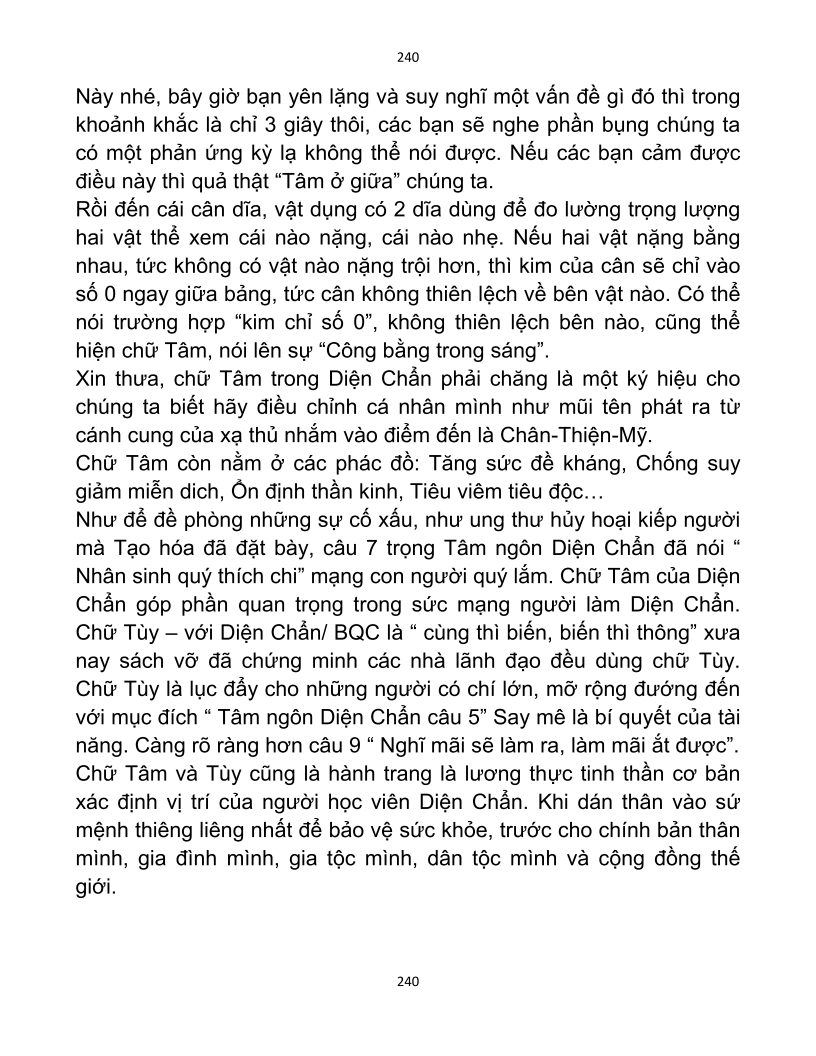 240
Này nhé, bây giờ bạn yên lặng và suy nghĩ một vấn đề gì đó thì trong
khoảnh khắc là chỉ 3 giây thôi, các bạn sẽ nghe phần bụng chúng ta
có một phản ứng kỳ lạ không thể nói được. Nếu các bạn cảm được
điều này thì quả thật “Tâm ở giữa” chúng ta.
Rồi đến cái cân dĩa, vật dụng có 2 dĩa dùng để đo lường trọng lượng
hai vật thể xem cái nào nặng, cái nào nhẹ. Nếu hai vật nặng bằng
nhau, tức không có vật nào nặng trội hơn, thì kim của cân sẽ chỉ vào
số 0 ngay giữa bảng, tức cân không thiên lệch về bên vật nào. Có thể
nói trường hợp “kim chỉ số 0”, không thiên lệch bên nào, cũng thể
hiện chữ Tâm, nói lên sự “Công bằng trong sáng”.
Xin thưa, chữ Tâm trong Diện Chẩn phải chăng là một ký hiệu cho
chúng ta biết hãy điều chỉnh cá nhân mình như mũi tên phát ra từ
cánh cung của xạ thủ nhắm vào điểm đến là Chân-Thiện-Mỹ.
Chữ Tâm còn nằm ở các phác đồ: Tăng sức đề kháng, Chống suy
giảm miễn dich, Ổn định thần kinh, Tiêu viêm tiêu độc…
Như để đề phòng những sự cố xấu, như ung thư hủy hoại kiếp người
mà Tạo hóa đã đặt bày, câu 7 trọng Tâm ngôn Diện Chẩn đã nói “
Nhân sinh quý thích chi” mạng con người quý lắm. Chữ Tâm của Diện
Chẩn góp phần quan trọng trong sức mạng người làm Diện Chẩn.
Chữ Tùy – với Diện Chẩn/ BQC là “ cùng thì biến, biến thì thông” xưa
nay sách vỡ đã chứng minh các nhà lãnh đạo đều dùng chữ Tùy.
Chữ Tùy là lục đẩy cho những người có chí lớn, mỡ rộng đướng đến
với mục đích “ Tâm ngôn Diện Chẩn câu 5” Say mê là bí quyết của tài
năng. Càng rõ ràng hơn câu 9 “ Nghĩ mãi sẽ làm ra, làm mãi ắt được”.
Chữ Tâm và Tùy cũng là hành trang là lương thực tinh thần cơ bản
xác định vị trí của người học viên Diện Chẩn. Khi dán thân vào sứ
mệnh thiêng liêng nhất để bảo vệ sức khỏe, trước cho chính bản thân
mình, gia đình mình, gia tộc mình, dân tộc mình và cộng đồng thế
giới.
240